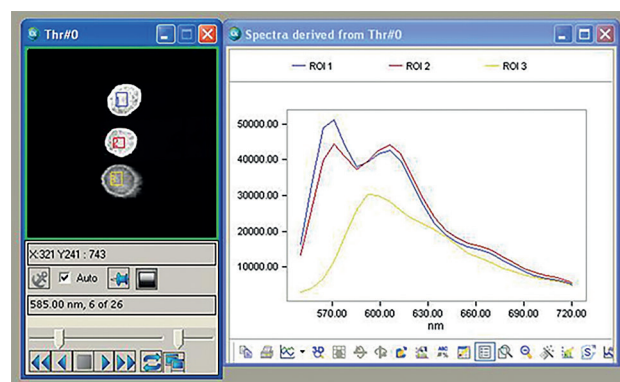 Thr#0
X:321 Y241 : 743
Auto
585.00 nm, 6 of 26
Spectra derived from Thr#0
ROI 1 ROI 2 ROI 3
50000.00
40000.00
30000.00
20000.00
10000.00
570.00 600.00 630.00 660.00 690.00 720.00
nm